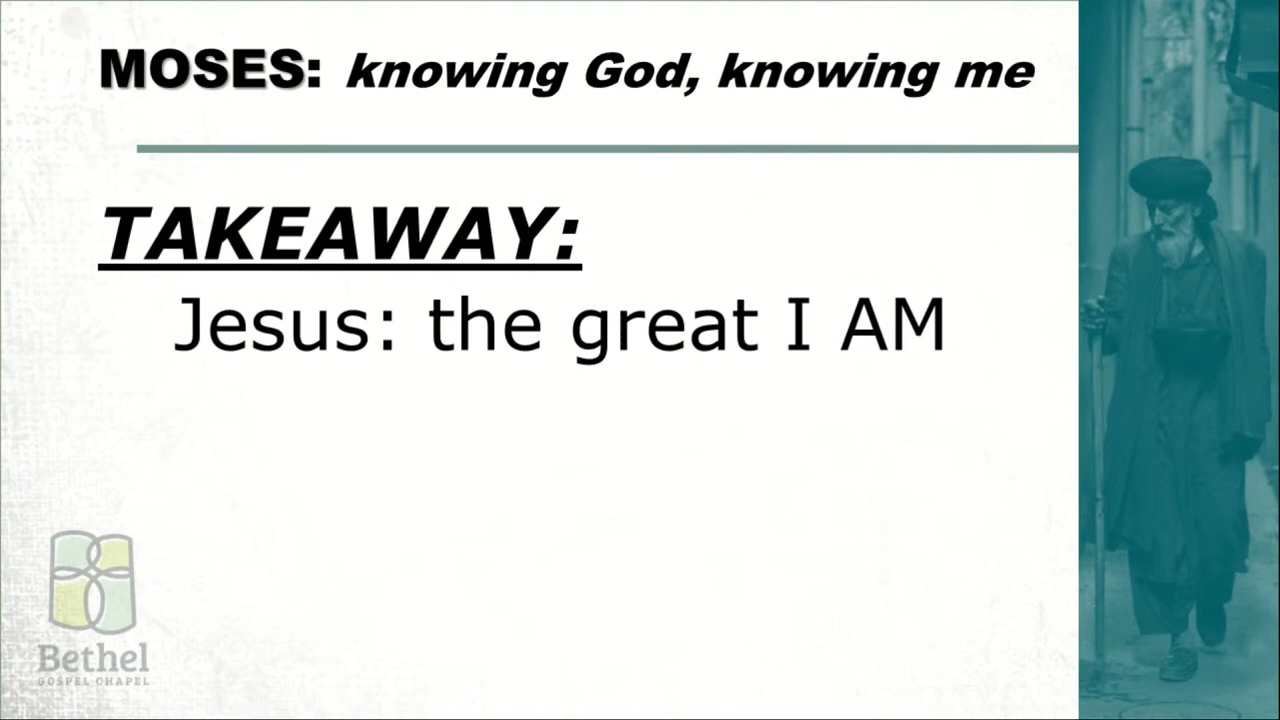 MOSES: knowing God, knowing me
TAKEAWAY:
Jesus: the great I AM
Bethel
GOSPEL CHAPEL